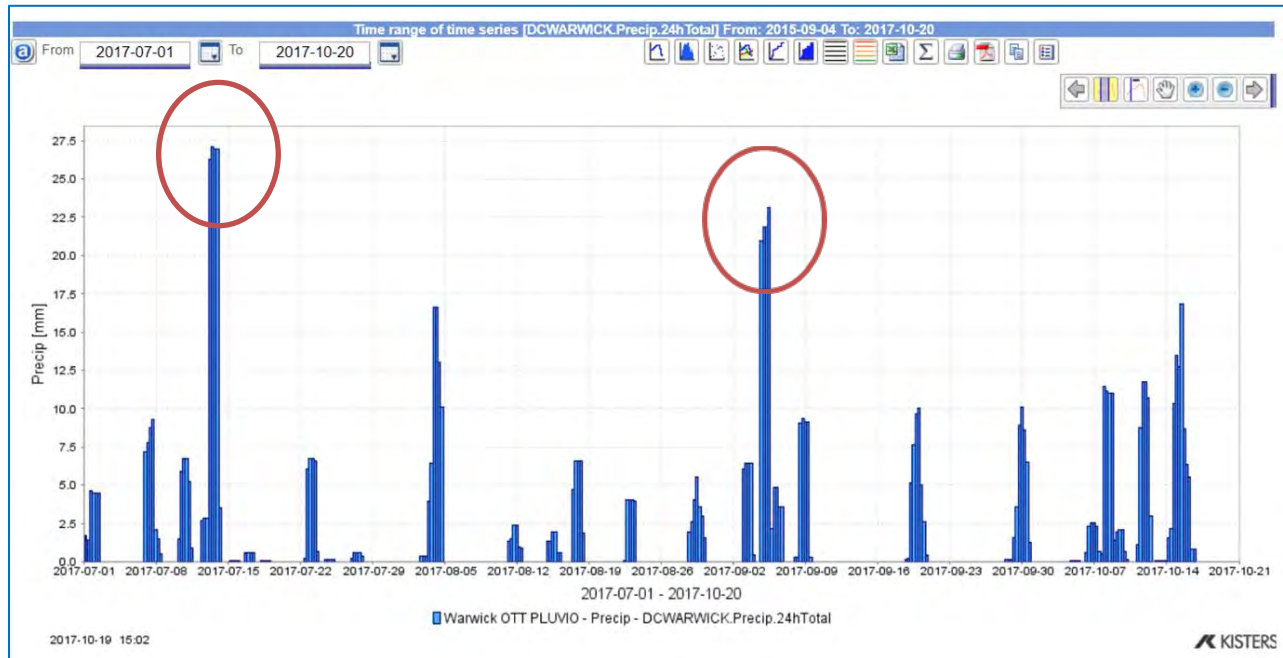 Time range of time series [DCWARWICK.Precip.24hTotal] From: 2015-09-04 To: 2017-10-20
a From 2017-07-01 To 2017-10-20 Σ
27.5
25.0
22.5
20.0
17.5
15.0
12.5
10.0
7.5
5.0
2.5
0.0
Precip [mm]
2017-07-01 2017-07-08 2017-07-15 2017-07-22 2017-07-29 2017-08-05 2017-08-12 2017-08-19 2017-08-26 2017-09-02 2017-09-09 2017-09-16 2017-09-23 2017-09-30 2017-10-07 2017-10-14 2017-10-21
2017-07-01 - 2017-10-20
Warwick OTT PLUVIO - Precip - DCWARWICK.Precip.24hTotal
2017-10-19 15:02
KISTERS